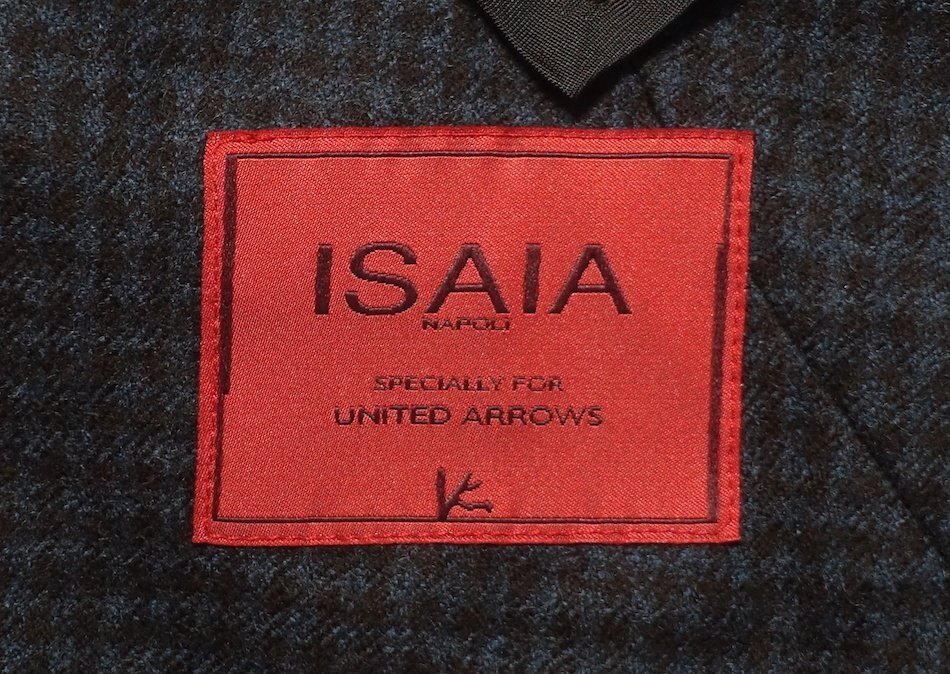 ISAIA
NAPOLI
SPECIALLY FOR
UNITED ARROWS